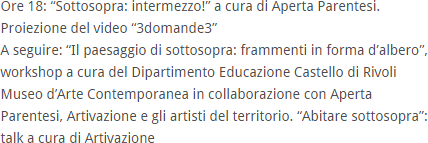 Ore 18: “Sottosopra: intermezzo!” a cura di Aperta Parentesi.
Proiezione del video “3domande3”
A seguire: “Il paesaggio di sottosopra: frammenti in forma d’albero”,
workshop a cura del Dipartimento Educazione Castello di Rivoli
Museo d’Arte Contemporanea in collaborazione con Aperta
Parentesi, Artivazione e gli artisti del territorio. “Abitare sottosopra”:
talk a cura di Artivazione